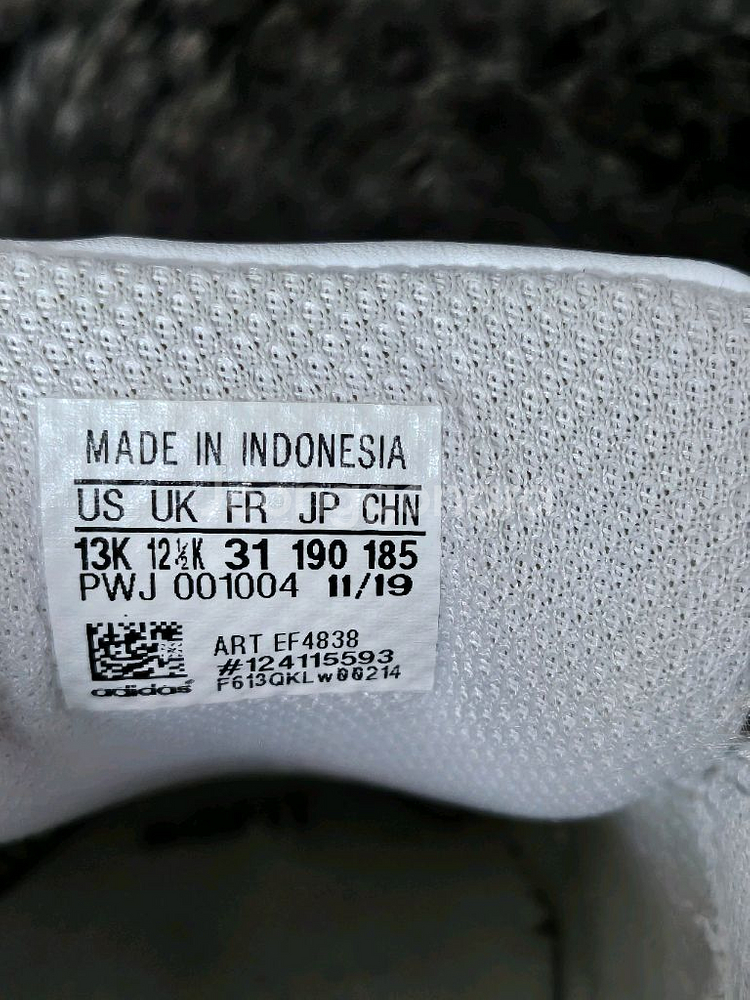 MADE IN INDONESIA
US UK FR JP CHN
13K 12½K 31 190 185
PWJ 001004 11/19
ART EF4838
#124115593
F613QKLW00214
adidas